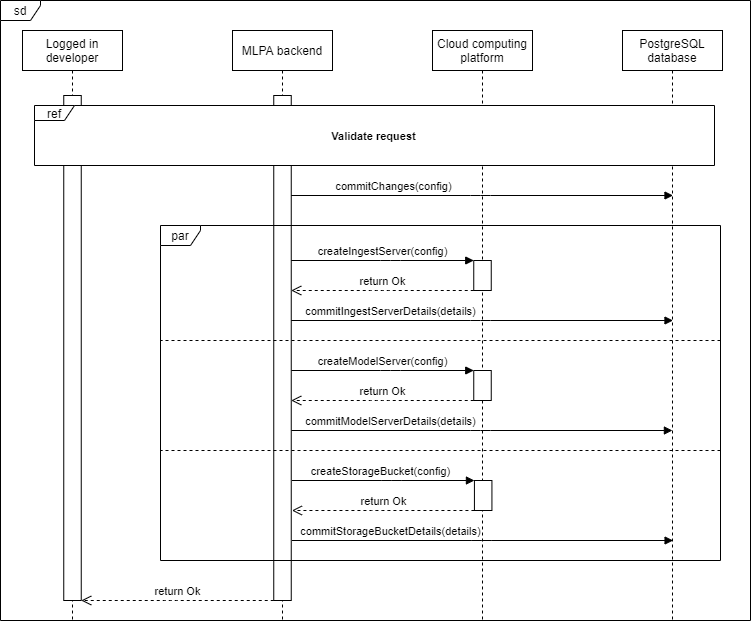 sd
Logged in
developer
MLPA backend
Cloud computing
platform
PostgreSQL
database
ref
Validate request
commitChanges(config)
par
createIngestServer(config)
return Ok
commitIngestServerDetails(details)
createModelServer(config)
return Ok
commitModelServerDetails(details)
createStorageBucket(config)
return Ok
commitStorageBucketDetails(details)
return Ok